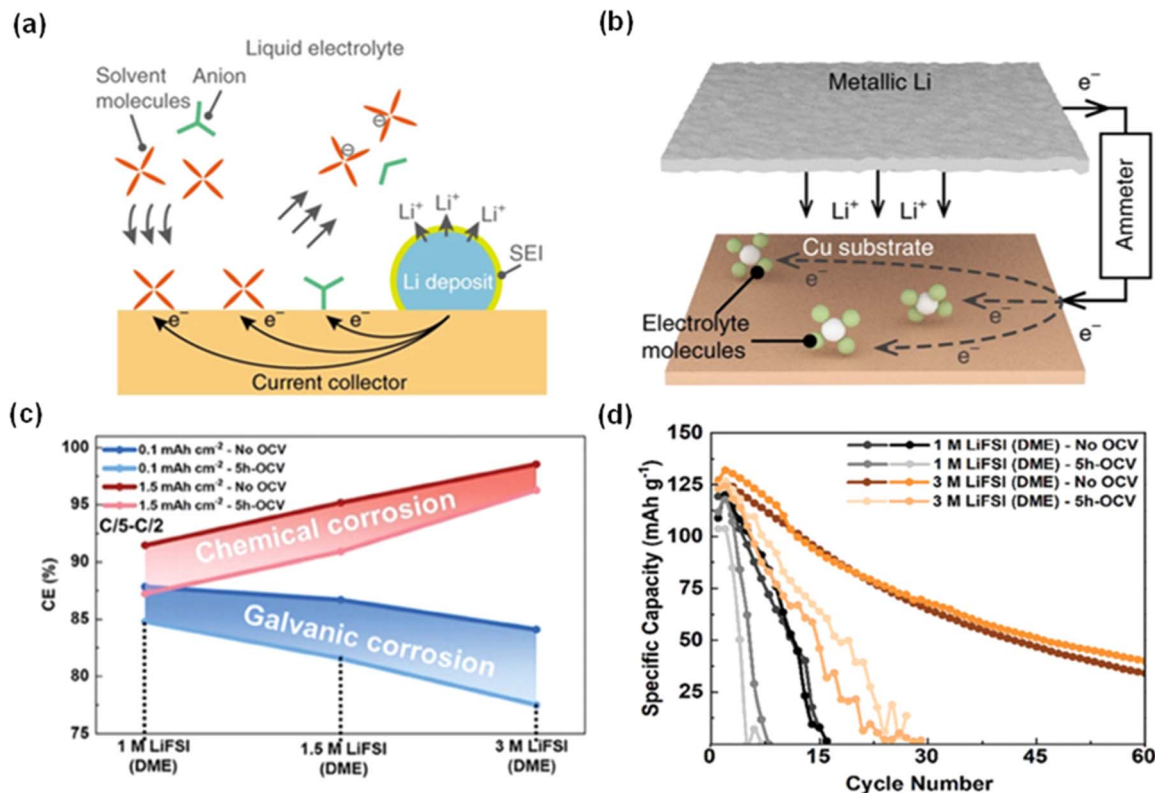 (a)
Liquid electrolyte
Solvent
molecules
Anion
⊖
⊖
Li⁺
Li⁺
Li⁺
SEI
Li deposit
e⁻
e⁻
e⁻
Current collector
(b)
Metallic Li
e⁻
Ammeter
Li⁺
Li⁺
Cu substrate
e⁻
e⁻
e⁻
e⁻
Electrolyte
molecules
(c)
100
95
90
85
80
75
CE (%)
0.1 mAh cm⁻² - No OCV
0.1 mAh cm⁻² - 5h-OCV
1.5 mAh cm⁻² - No OCV
1.5 mAh cm⁻² - 5h-OCV
C/5-C/2
Chemical corrosion
Galvanic corrosion
1 M LiFSI
(DME)
1.5 M LiFSI
(DME)
3 M LiFSI
(DME)
(d)
150
125
100
75
50
25
Specific Capacity (mAh g⁻¹)
1 M LiFSI (DME) - No OCV
1 M LiFSI (DME) - 5h-OCV
3 M LiFSI (DME) - No OCV
3 M LiFSI (DME) - 5h-OCV
0
15
30
45
60
Cycle Number